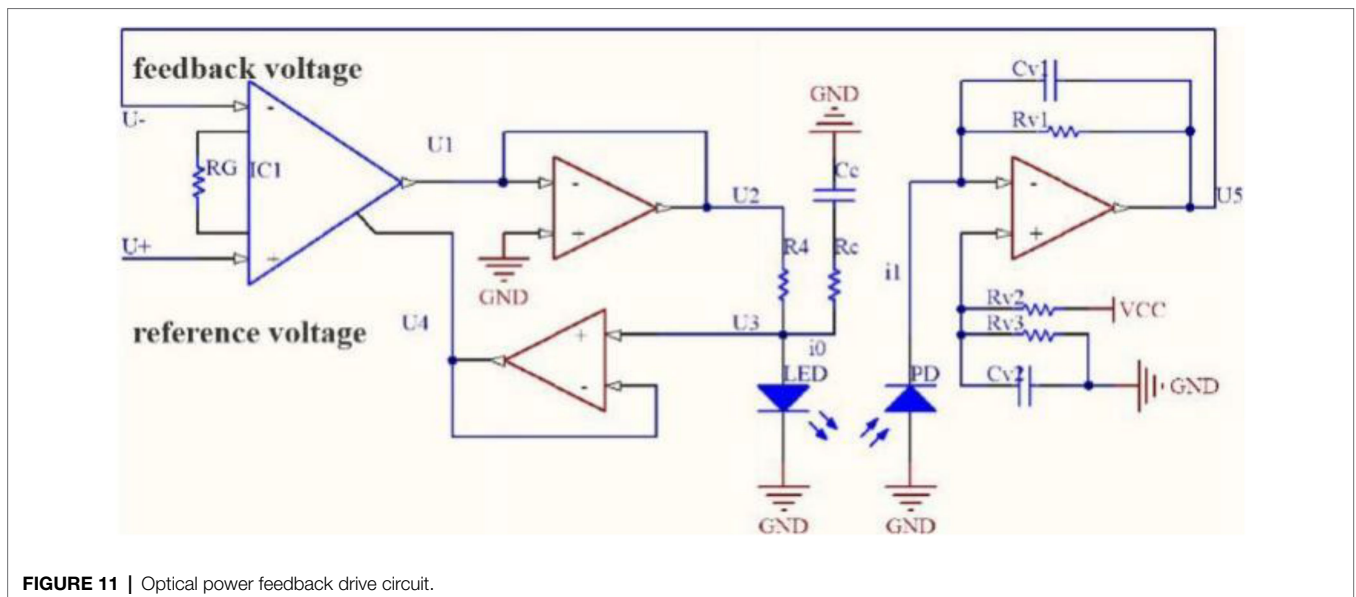 feedback voltage
U-
RG
IC1
U+
reference voltage
U1
-
+
GND
U2
R4
GND
Cc
Rc
U4
+
-
U3
i0
LED
GND
i1
PD
GND
Cv1
Rv1
-
+
U5
Rv2
VCC
Rv3
Cv2
GND
FIGURE 11 | Optical power feedback drive circuit.